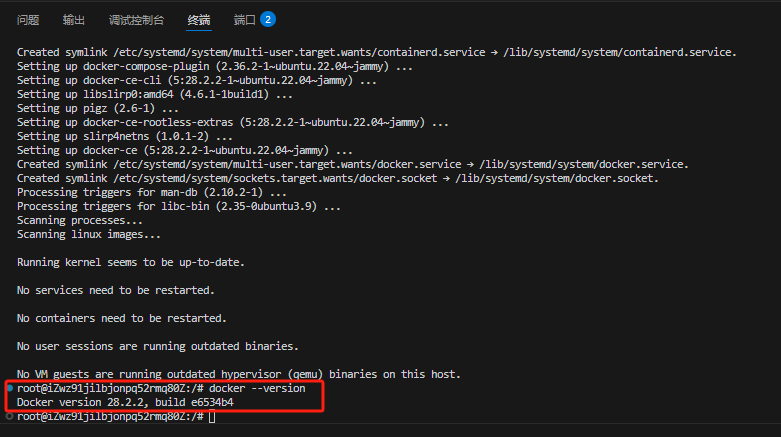 问题 输出 调试控制台 终端 端口 2
Created symlink /etc/systemd/system/multi-user.target.wants/containerd.service → /lib/systemd/system/containerd.service.
Setting up docker-compose-plugin (2.36.2-1~ubuntu.22.04~jammy) ...
Setting up docker-ce-cli (5:28.2.2-1~ubuntu.22.04~jammy) ...
Setting up libslirp0:amd64 (4.6.1-1build1) ...
Setting up pigz (2.6-1) ...
Setting up docker-ce-rootless-extras (5:28.2.2-1~ubuntu.22.04~jammy) ...
Setting up slirp4netns (1.0.1-2) ...
Setting up docker-ce (5:28.2.2-1~ubuntu.22.04~jammy) ...
Created symlink /etc/systemd/system/multi-user.target.wants/docker.service → /lib/systemd/system/docker.service.
Created symlink /etc/systemd/system/sockets.target.wants/docker.socket → /lib/systemd/system/docker.socket.
Processing triggers for man-db (2.10.2-1) ...
Processing triggers for libc-bin (2.35-0ubuntu3.9) ...
Scanning processes...
Scanning linux images...
Running kernel seems to be up-to-date.
No services need to be restarted.
No containers need to be restarted.
No user sessions are running outdated binaries.
No VM guests are running outdated hypervisor (qemu) binaries on this host.
root@iZwz9ljilbjonpq52rmq80Z:/# docker --version
Docker version 28.2.2, build e6534b4
root@iZwz9ljilbjonpq52rmq80Z:/#